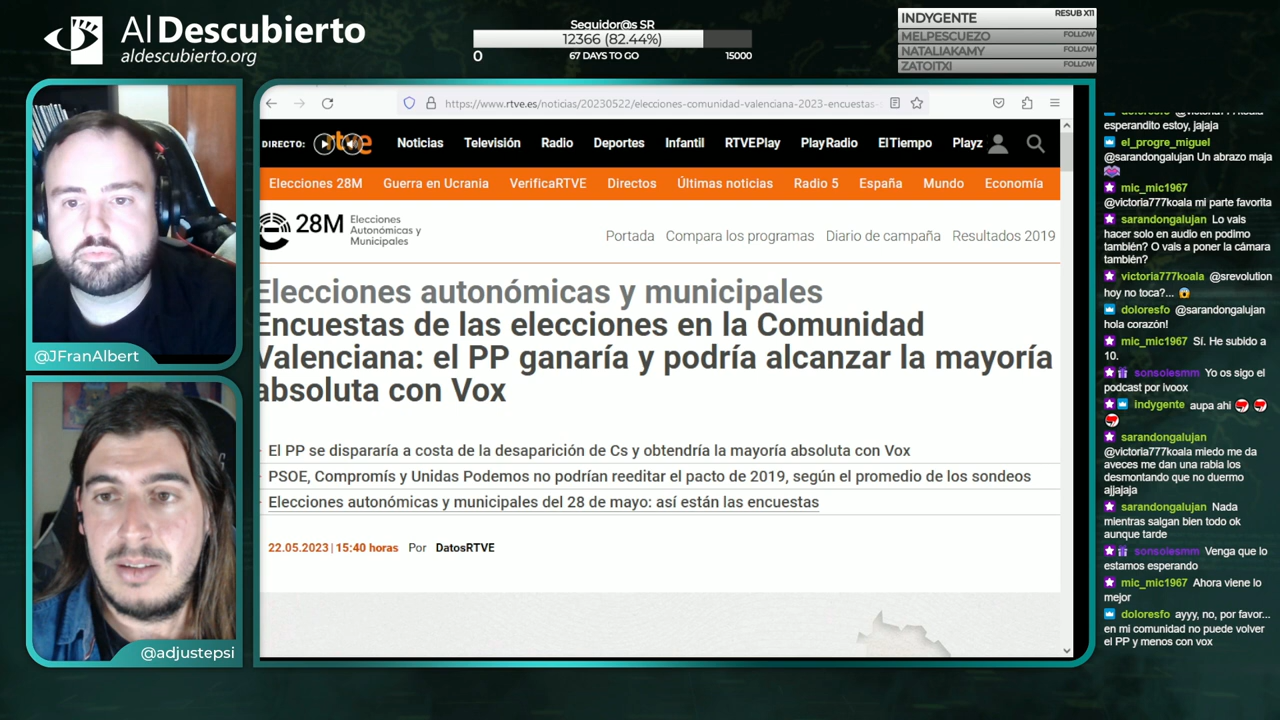 Al Descubierto
aldescubierto.org
Seguidor@s SR
12366 (82.44%)
0
67 DAYS TO GO
15000
INDYGENTE RESUB X11
MELPESCUEZO FOLLOW
NATALIAKAMY FOLLOW
ZATOITXI FOLLOW
@JFranAlbert
@adjustepsi
https://www.rtve.es/noticias/20230522/elecciones-comunidad-valenciana-2023-encuestas-
DIRECTO: rtve Noticias Televisión Radio Deportes Infantil RTVEPlay PlayRadio ElTiempo Playz
Elecciones 28M Guerra en Ucrania VerificaRTVE Directos Últimas noticias Radio 5 España Mundo Economía
28M Elecciones
Autonómicas y
Municipales
Portada Compara los programas Diario de campaña Resultados 2019
Elecciones autonómicas y municipales
Encuestas de las elecciones en la Comunidad
Valenciana: el PP ganaría y podría alcanzar la mayoría
absoluta con Vox
El PP se dispararía a costa de la desaparición de Cs y obtendría la mayoría absoluta con Vox
PSOE, Compromís y Unidas Podemos no podrían reeditar el pacto de 2019, según el promedio de los sondeos
Elecciones autonómicas y municipales del 28 de mayo: así están las encuestas
22.05.2023 | 15:40 horas Por DatosRTVE
esperandito estoy, jajaja
el_progre_miguel
@sarandongalujan Un abrazo maja
mic_mic1967
@victoria777koala mi parte favorita
sarandongalujan Lo vais
hacer solo en audio en podimo
también? O vais a poner la cámara
también?
victoria777koala @srevolution
hoy no toca?...
doloresfo @sarandongalujan
hola corazón!
mic_mic1967 Sí. He subido a
10.
sonsolesmm Yo os sigo el
podcast por ivoox
indygente aupa ahi
sarandongalujan
@victoria777koala miedo me da
aveces me dan una rabia los
desmontando que no duermo
ajjajaja
sarandongalujan Nada
mientras salgan bien todo ok
aunque tarde
sonsolesmm Venga que lo
estamos esperando
mic_mic1967 Ahora viene lo
mejor
doloresfo ayyy, no, por favor...
en mi comunidad no puede volver
el PP y menos con vox